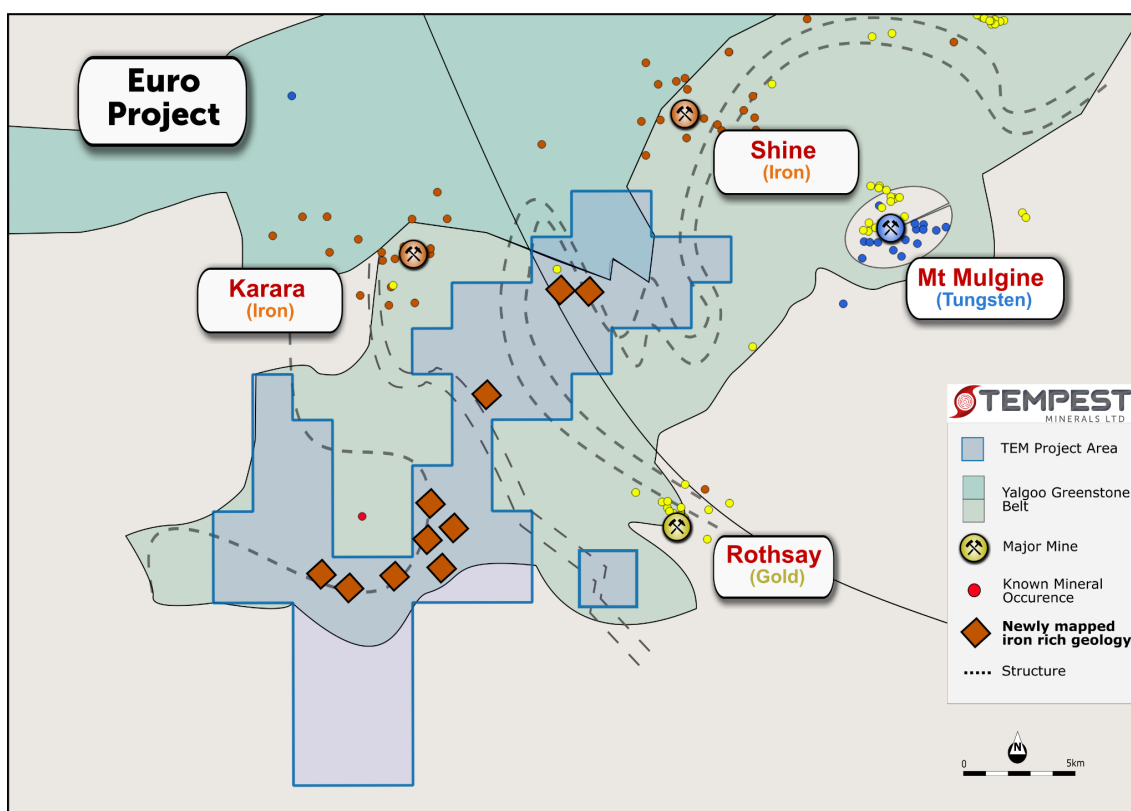 Euro
Project
Shine
(Iron)
Karara
(Iron)
Mt Mulgine
(Tungsten)
Rothsay
(Gold)
TEMPEST
MINERALS LTD
TEM Project Area
Yalgoo Greenstone
Belt
Major Mine
Known Mineral
Occurence
Newly mapped
iron rich geology
Structure
N
0 5km